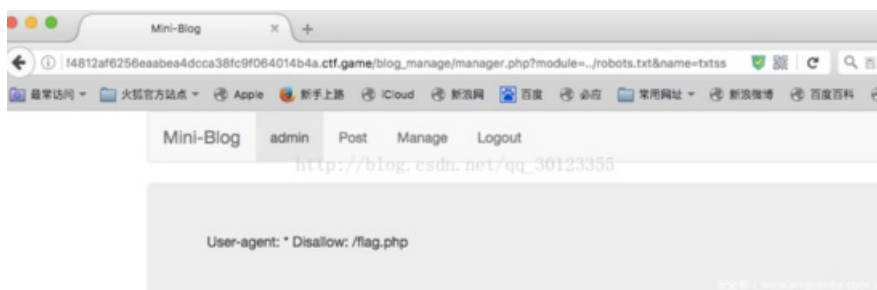 Mini-Blog
f4812af6256eaabea4dcca38fc9f064014b4a.ctf.game/blog_manage/manager.php?module=../robots.txt&name=txtss
最常访问 火狐官方站点 Apple 新手上路 iCloud 新浪网 百度 必应 常用网址 新浪微博 百度百科
Mini-Blog admin Post Manage Logout
http://blog.csdn.net/qq_30123355
User-agent: * Disallow: /flag.php